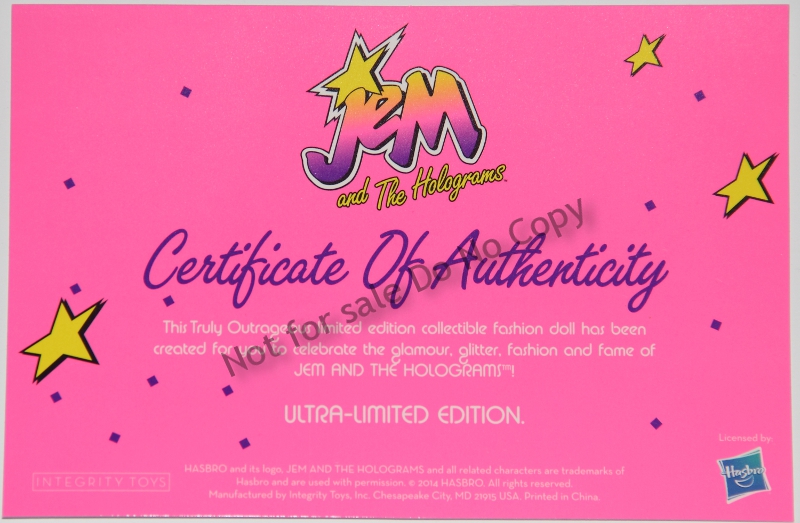 Jem
and The Holograms™
Certificate Of Authenticity
Not for sale Do No Copy
This Truly Outrageous limited edition collectible fashion doll has been
created for you to celebrate the glamour, glitter, fashion and fame of
JEM AND THE HOLOGRAMS™!
ULTRA-LIMITED EDITION.
Licensed by:
Hasbro
INTEGRITY TOYS
HASBRO and its logo, JEM AND THE HOLOGRAMS and all related characters are trademarks of
Hasbro and are used with permission. © 2014 HASBRO. All rights reserved.
Manufactured by Integrity Toys, Inc. Chesapeake City, MD 21915 USA. Printed in China.